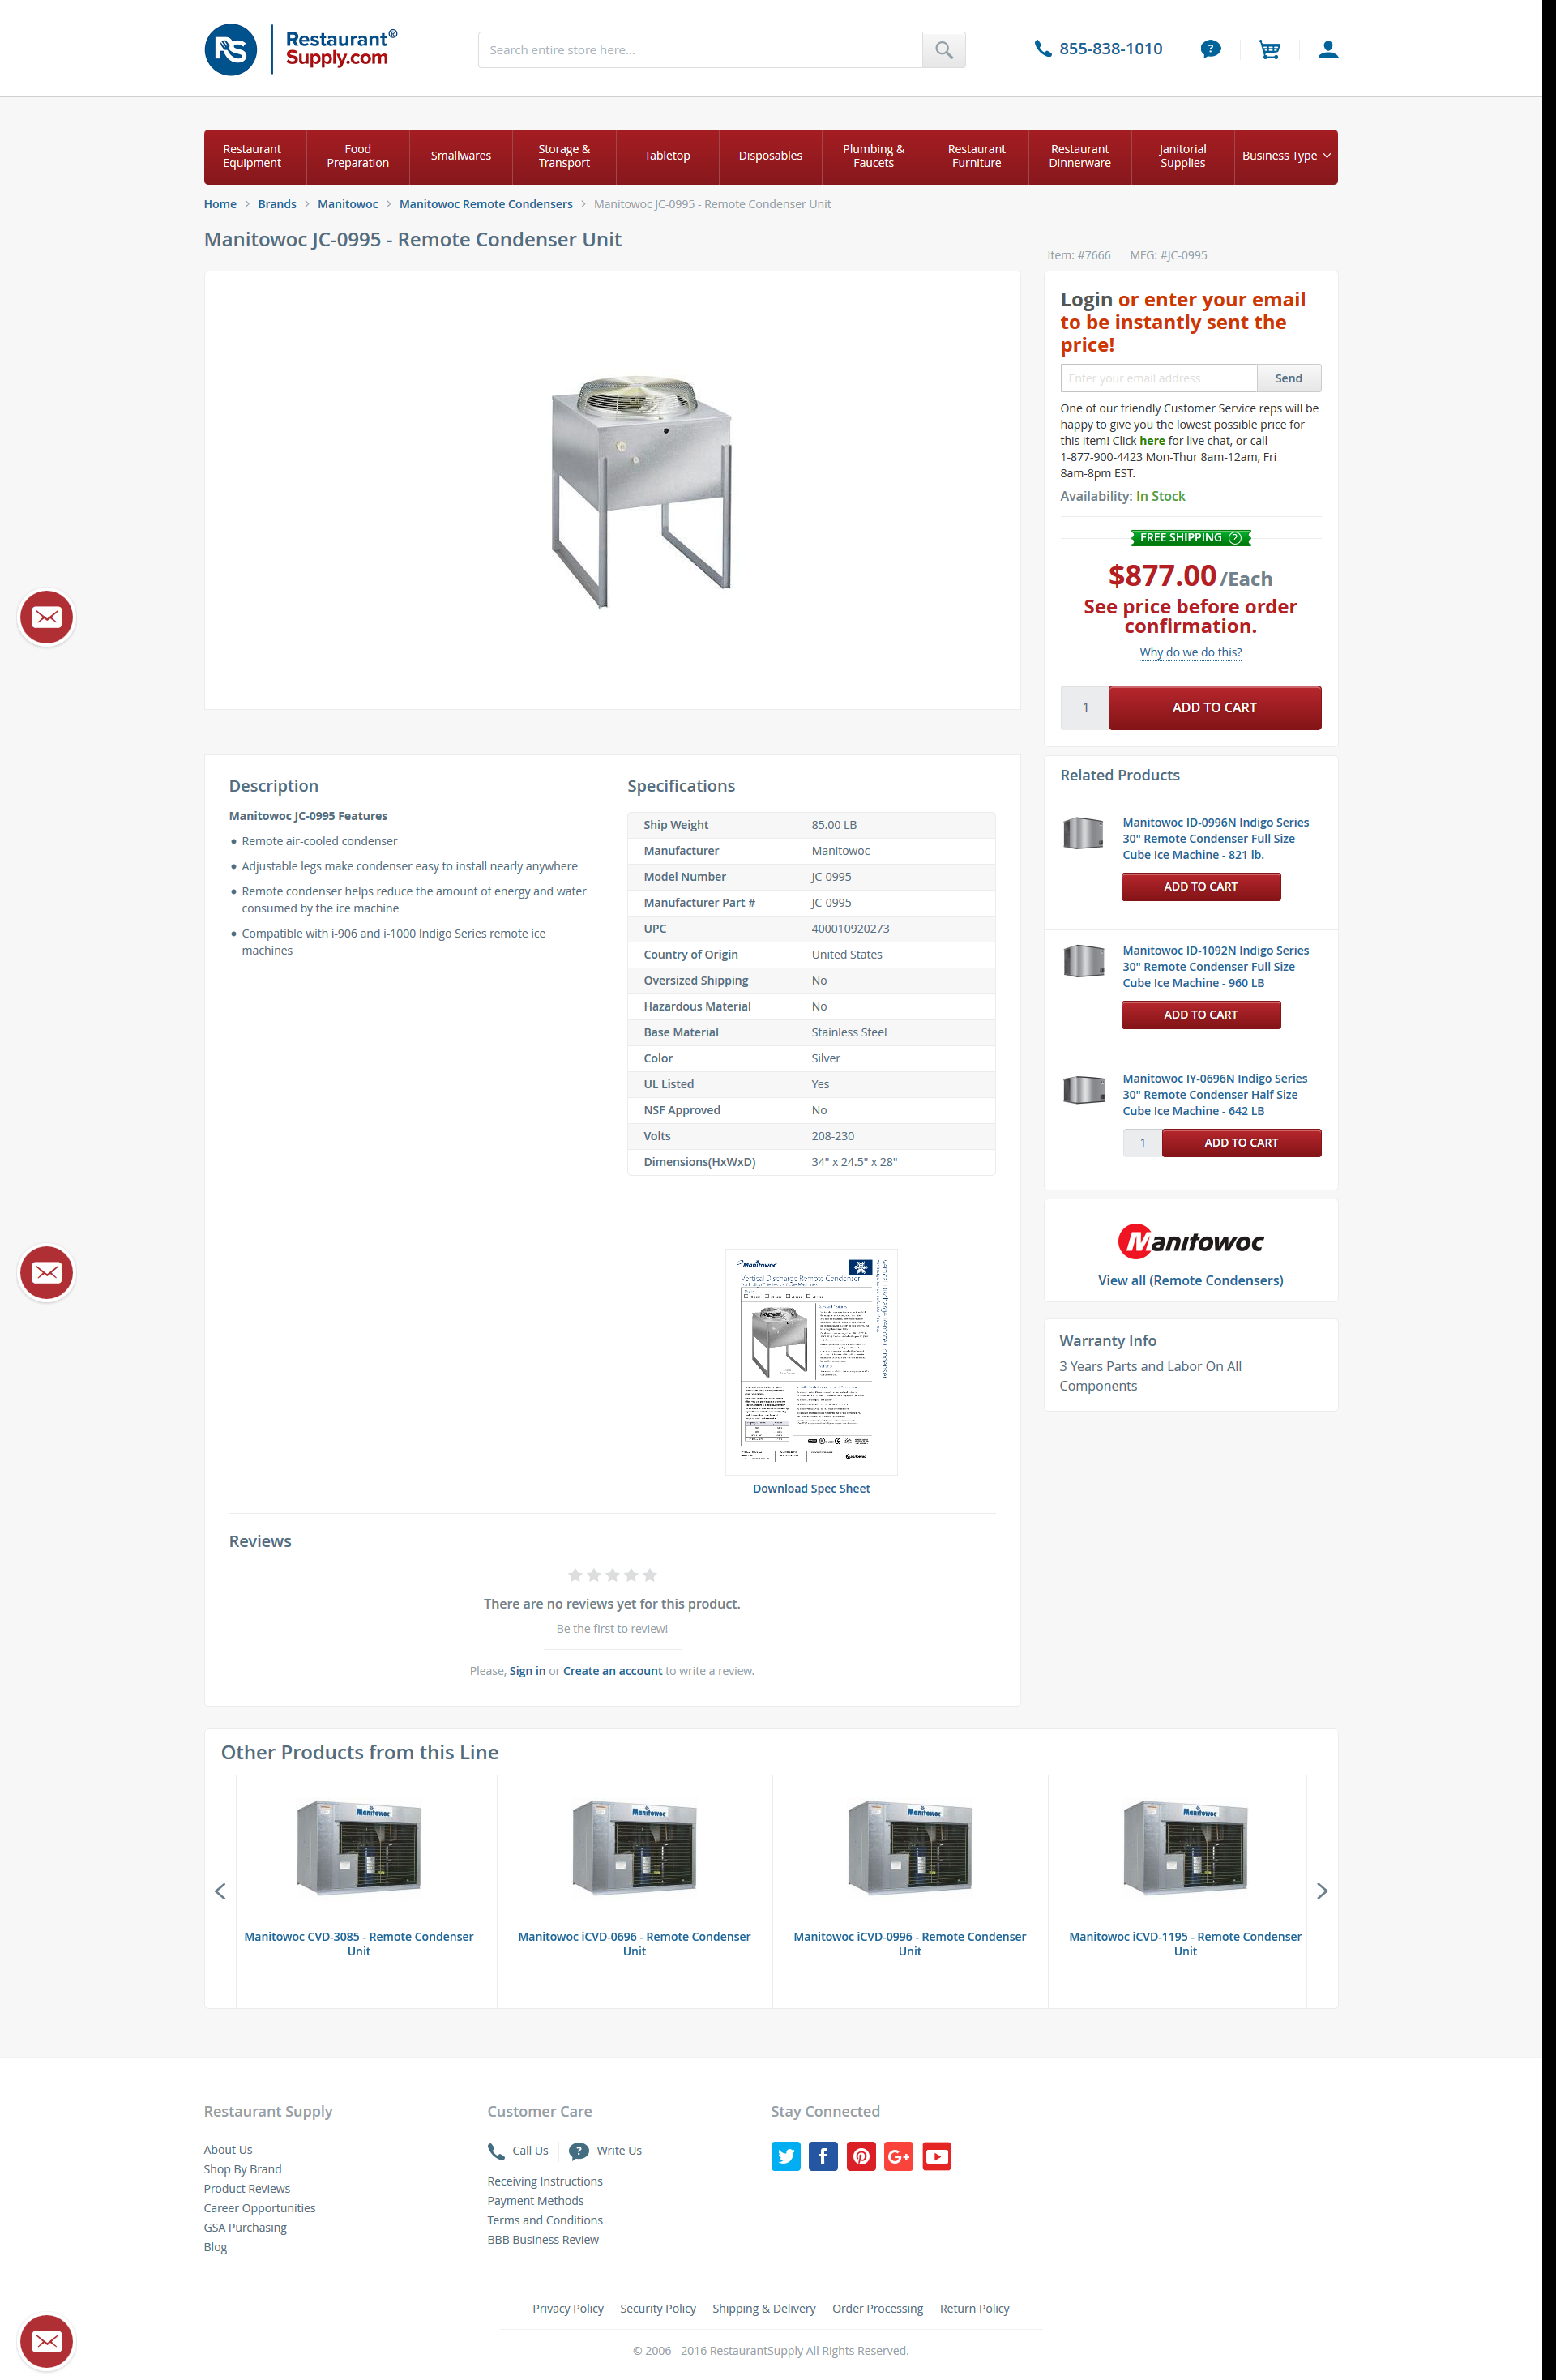 RS
Restaurant®
Supply.com
Search entire store here...
855-838-1010
Restaurant
Equipment
Food
Preparation
Smallwares
Storage &
Transport
Tabletop
Disposables
Plumbing &
Faucets
Restaurant
Furniture
Restaurant
Dinnerware
Janitorial
Supplies
Business Type
Home > Brands > Manitowoc > Manitowoc Remote Condensers > Manitowoc JC-0995 - Remote Condenser Unit
Manitowoc JC-0995 - Remote Condenser Unit
Item: #7666 MFG: #JC-0995
Login or enter your email
to be instantly sent the
price!
Enter your email address
Send
One of our friendly Customer Service reps will be
happy to give you the lowest possible price for
this item! Click here for live chat, or call
1-877-900-4423 Mon-Thur 8am-12am, Fri
8am-8pm EST.
Availability: In Stock
FREE SHIPPING ?
$877.00 /Each
See price before order
confirmation.
Why do we do this?
1
ADD TO CART
Description
Manitowoc JC-0995 Features
• Remote air-cooled condenser
• Adjustable legs make condenser easy to install nearly anywhere
• Remote condenser helps reduce the amount of energy and water
consumed by the ice machine
• Compatible with i-906 and i-1000 Indigo Series remote ice
machines
Specifications
Ship Weight 85.00 LB
Manufacturer Manitowoc
Model Number JC-0995
Manufacturer Part # JC-0995
UPC 400010920273
Country of Origin United States
Oversized Shipping No
Hazardous Material No
Base Material Stainless Steel
Color Silver
UL Listed Yes
NSF Approved No
Volts 208-230
Dimensions(HxWxD) 34" x 24.5" x 28"
Manitowoc
Vertical Discharge Remote Condenser
Download Spec Sheet
Related Products
Manitowoc ID-0996N Indigo Series
30" Remote Condenser Full Size
Cube Ice Machine - 821 lb.
ADD TO CART
Manitowoc ID-1092N Indigo Series
30" Remote Condenser Full Size
Cube Ice Machine - 960 LB
ADD TO CART
Manitowoc IY-0696N Indigo Series
30" Remote Condenser Half Size
Cube Ice Machine - 642 LB
1
ADD TO CART
Manitowoc
View all (Remote Condensers)
Warranty Info
3 Years Parts and Labor On All
Components
Reviews
There are no reviews yet for this product.
Be the first to review!
Please, Sign in or Create an account to write a review.
Other Products from this Line
Manitowoc
Manitowoc CVD-3085 - Remote Condenser
Unit
Manitowoc
Manitowoc iCVD-0696 - Remote Condenser
Unit
Manitowoc
Manitowoc iCVD-0996 - Remote Condenser
Unit
Manitowoc
Manitowoc iCVD-1195 - Remote Condenser
Unit
Restaurant Supply
About Us
Shop By Brand
Product Reviews
Career Opportunities
GSA Purchasing
Blog
Customer Care
Call Us
Write Us
Receiving Instructions
Payment Methods
Terms and Conditions
BBB Business Review
Stay Connected
Privacy Policy Security Policy Shipping & Delivery Order Processing Return Policy
© 2006 - 2016 RestaurantSupply All Rights Reserved.